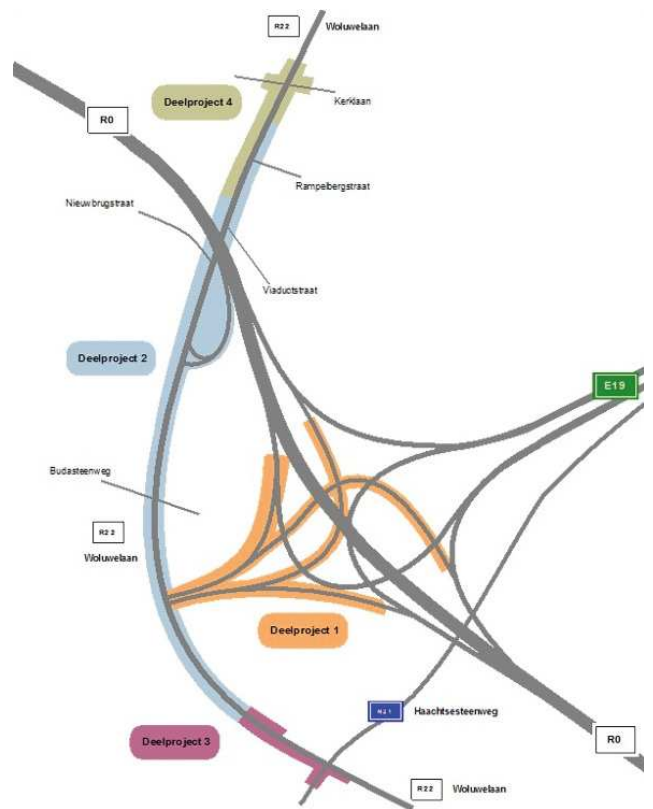 R22 Woluwelaan
Deelproject 4
Kerklaan
R0
Rampelbergstraat
Nieuwbrugstraat
Viaductstraat
Deelproject 2
E19
Budasteenweg
R22
Woluwelaan
Deelproject 1
R21 Haachtsesteenweg
Deelproject 3
R0
R22 Woluwelaan